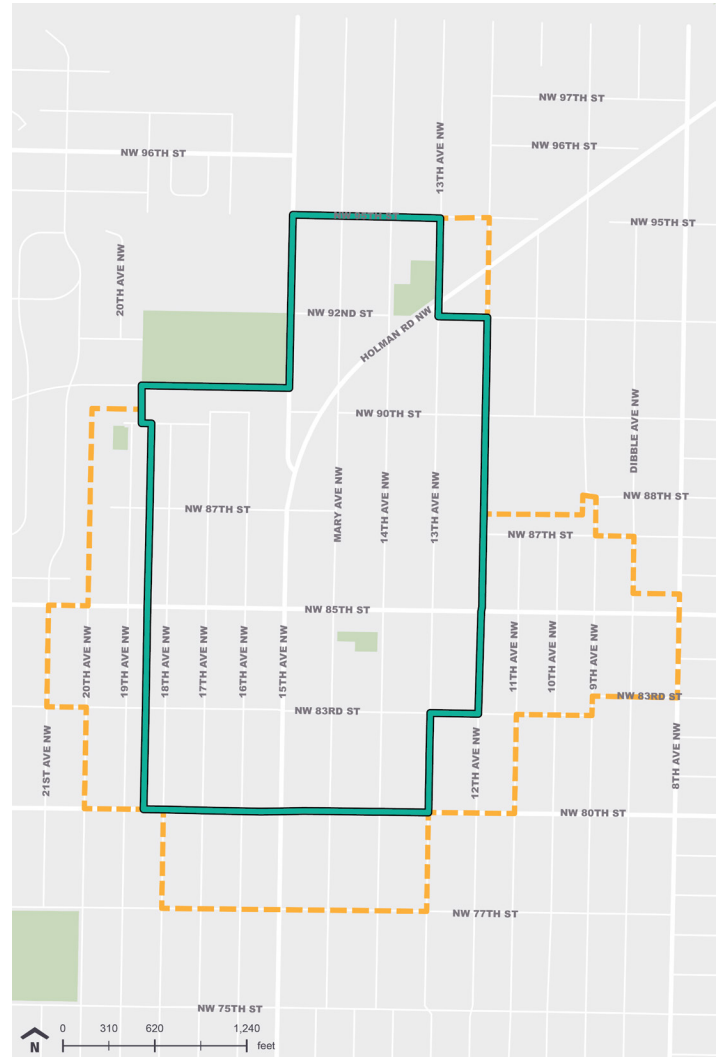 NW 97TH ST
NW 96TH ST
NW 96TH ST
13TH AVE NW
NW 95TH ST
20TH AVE NW
NW 92ND ST
HOLMAN RD NW
NW 90TH ST
DIBBLE AVE NW
NW 88TH ST
MARY AVE NW
14TH AVE NW
13TH AVE NW
NW 87TH ST
NW 87TH ST
NW 85TH ST
20TH AVE NW
19TH AVE NW
18TH AVE NW
17TH AVE NW
16TH AVE NW
15TH AVE NW
11TH AVE NW
10TH AVE NW
9TH AVE NW
NW 83RD ST
NW 83RD ST
21ST AVE NW
12TH AVE NW
8TH AVE NW
NW 80TH ST
NW 77TH ST
NW 75TH ST
N
0 310 620 1,240
feet